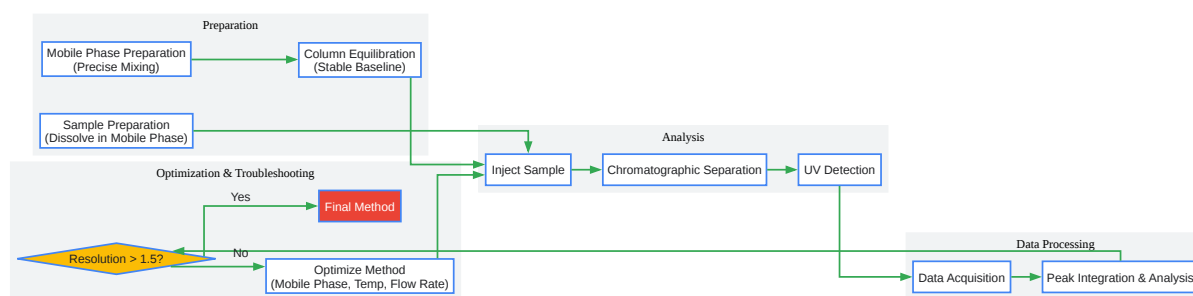 Preparation
Mobile Phase Preparation
(Precise Mixing)
Column Equilibration
(Stable Baseline)
Sample Preparation
(Dissolve in Mobile Phase)
Analysis
Inject Sample
Chromatographic Separation
UV Detection
Optimization & Troubleshooting
Yes
Final Method
Resolution > 1.5?
No
Optimize Method
(Mobile Phase, Temp, Flow Rate)
Data Processing
Data Acquisition
Peak Integration & Analysis